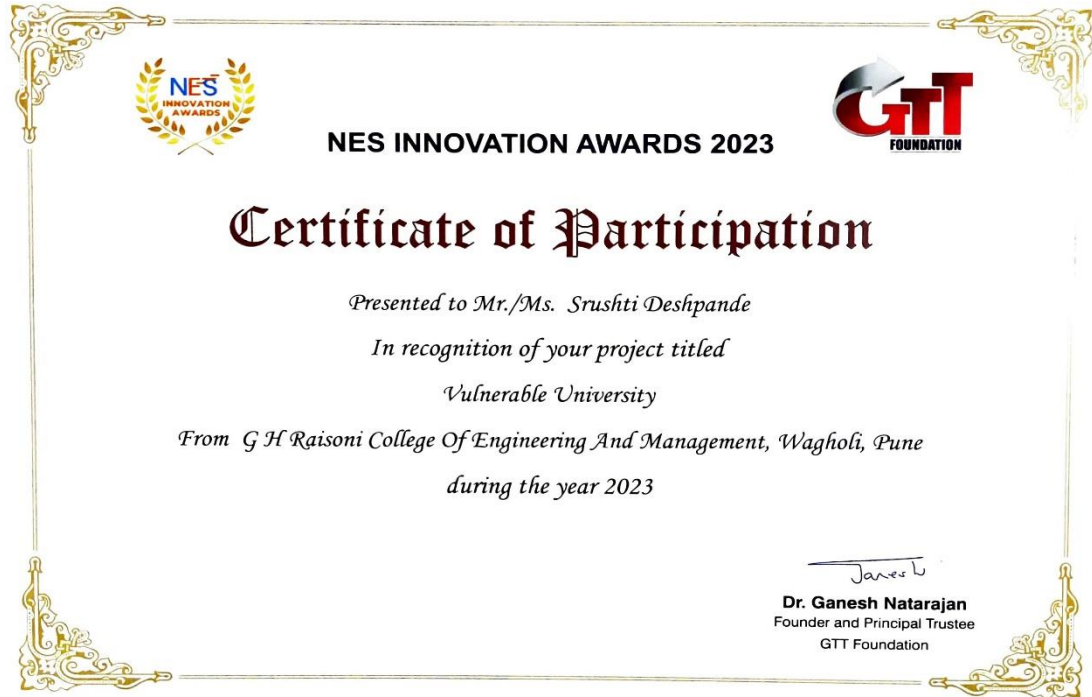 NES
INNOVATION
AWARDS
GTT
FOUNDATION
NES INNOVATION AWARDS 2023
Certificate of Participation
Presented to Mr./Ms. Srushti Deshpande
In recognition of your project titled
Vulnerable University
From G H Raisoni College Of Engineering And Management, Wagholi, Pune
during the year 2023
Dr. Ganesh Natarajan
Founder and Principal Trustee
GTT Foundation